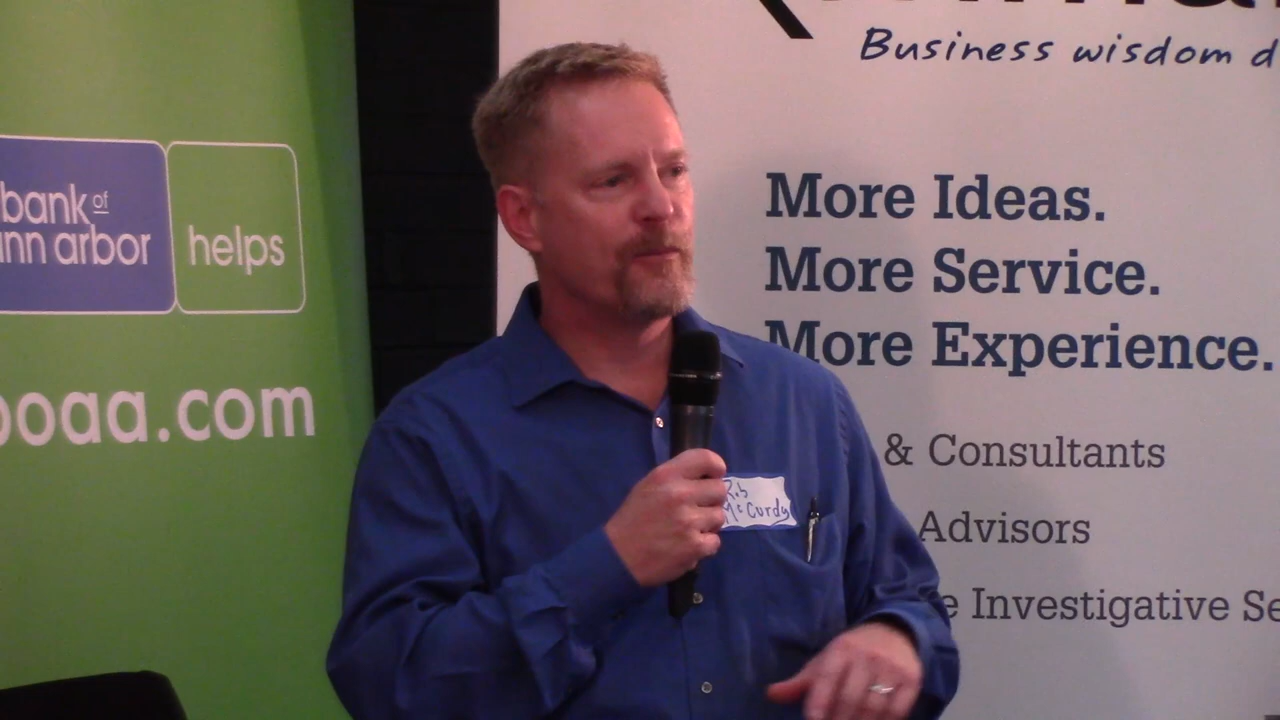 bank of
ann arbor
helps
boaa.com
Business wisdom d
More Ideas.
More Service.
More Experience.
& Consultants
Advisors
e Investigative Se
Rob
McCurdy